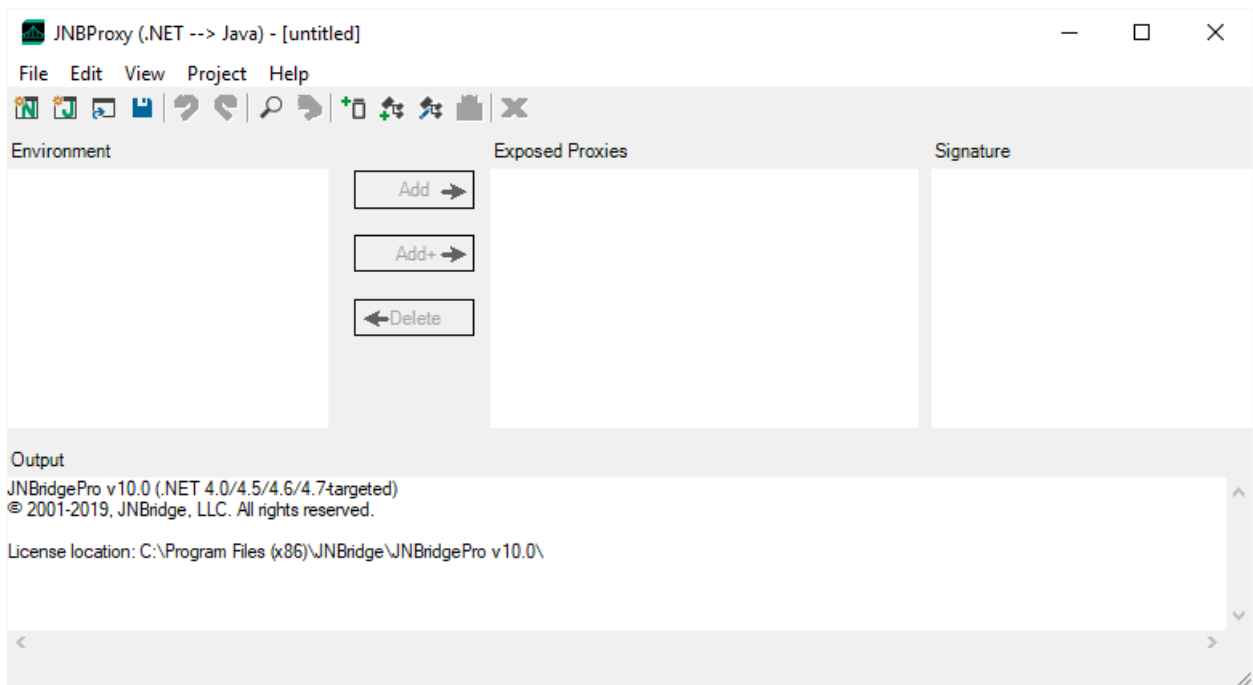 JNBProxy (.NET --> Java) - [untitled]
File Edit View Project Help
Environment
Exposed Proxies
Signature
Add
Add+
Delete
Output
JNBridgePro v10.0 (.NET 4.0/4.5/4.6/4.7-targeted)
© 2001-2019, JNBridge, LLC. All rights reserved.
License location: C:\Program Files (x86)\JNBridge\JNBridgePro v10.0\